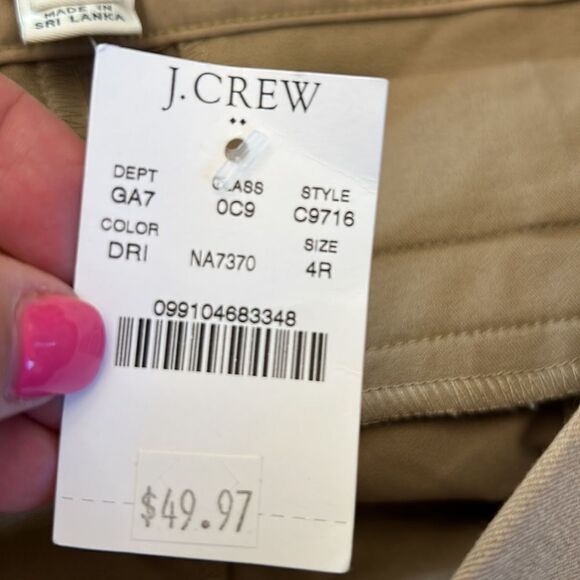 MADE IN
SRI LANKA
J.CREW
DEPT CLASS STYLE
GA7 0C9 C9716
COLOR SIZE
DRI NA7370 4R
099104683348
$49.97